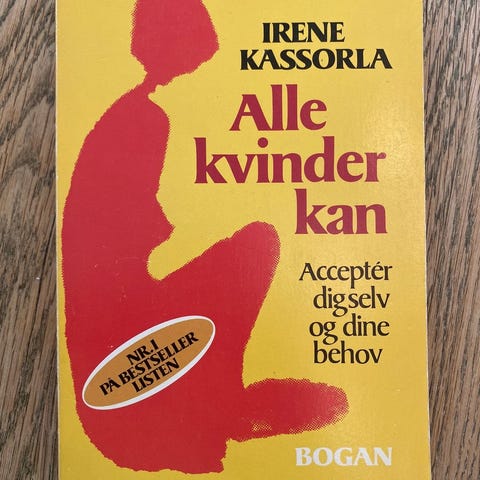 IRENE
KASSORLA
Alle
kvinder
kan
Acceptér
dig selv
og dine
behov
NR. 1
PÅ BESTSELLER
LISTEN
BOGAN